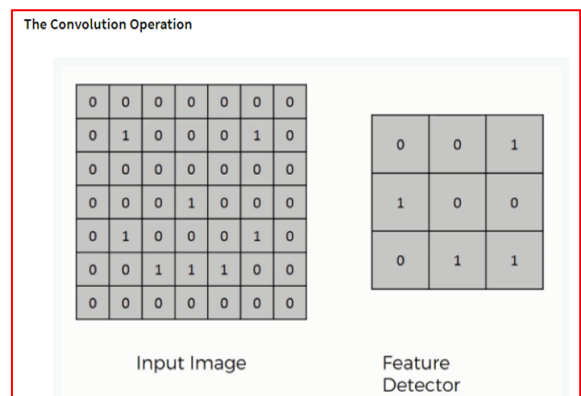 The Convolution Operation
0 0 0 0 0 0 0
0 1 0 0 0 1 0
0 0 0 0 0 0 0
0 0 0 1 0 0 0
0 1 0 0 0 1 0
0 0 1 1 1 0 0
0 0 0 0 0 0 0
0 0 1
1 0 0
0 1 1
Input Image
Feature
Detector